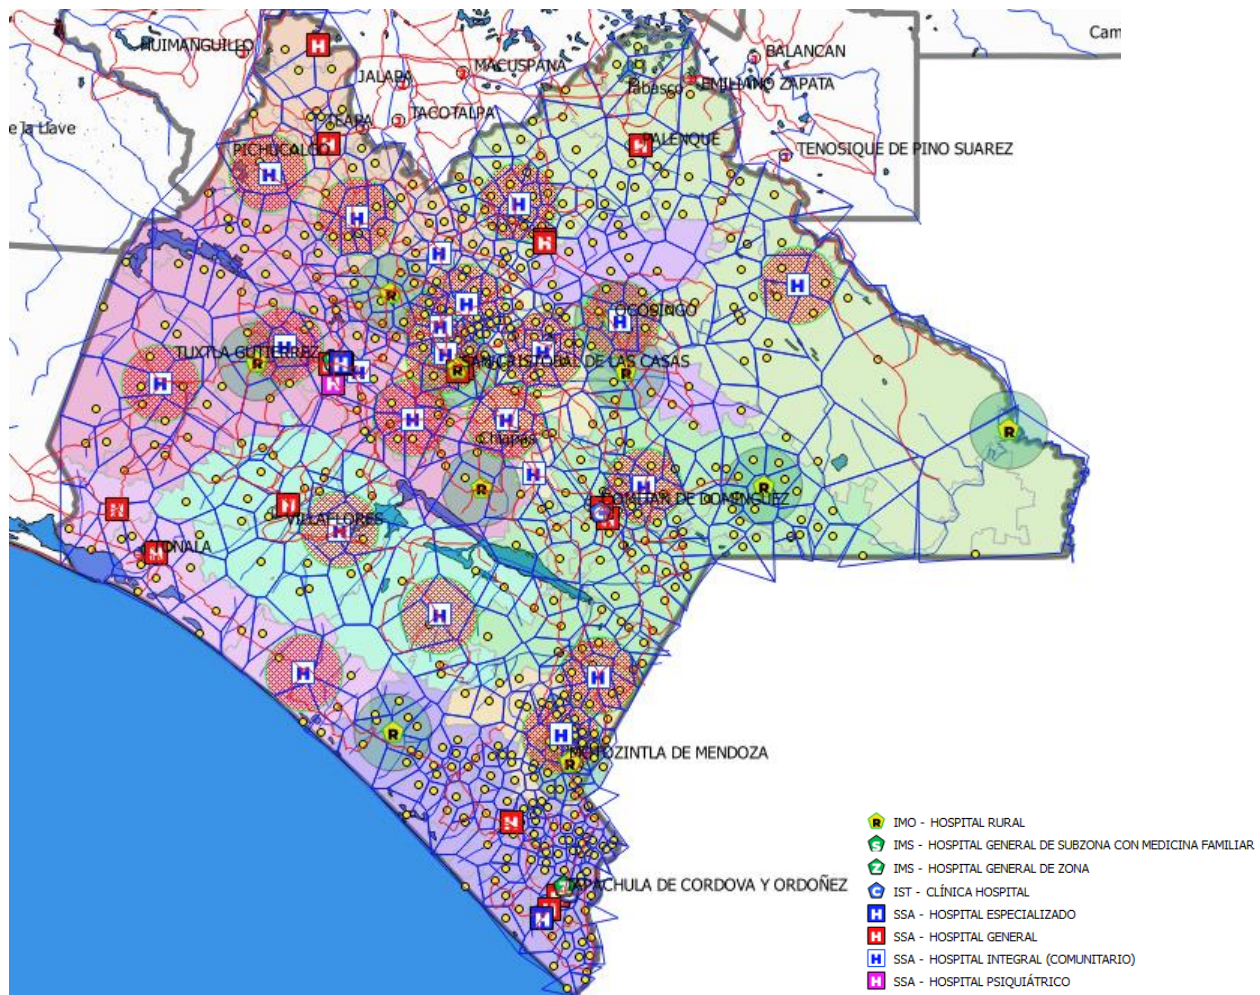 Cam
HUIMANGUILLO
BALANCAN
MACUSPANA
JALAPA
EMILIANO ZAPATA
Tabasco
TACOTALPA
TEAPA
e la Llave
PALENQUE
PICHUCALCO
TENOSIQUE DE PINO SUAREZ
OCOSINGO
TUXTLA GUTIERREZ
SAN CRISTOBAL DE LAS CASAS
Chiapas
COMITAN DE DOMINGUEZ
VILLAFLORES
TONALA
MOTOZINTLA DE MENDOZA
IMO - HOSPITAL RURAL
IMS - HOSPITAL GENERAL DE SUBZONA CON MEDICINA FAMILIAR
IMS - HOSPITAL GENERAL DE ZONA
TAPACHULA DE CORDOVA Y ORDOÑEZ
IST - CLÍNICA HOSPITAL
SSA - HOSPITAL ESPECIALIZADO
SSA - HOSPITAL GENERAL
SSA - HOSPITAL INTEGRAL (COMUNITARIO)
SSA - HOSPITAL PSIQUIÁTRICO